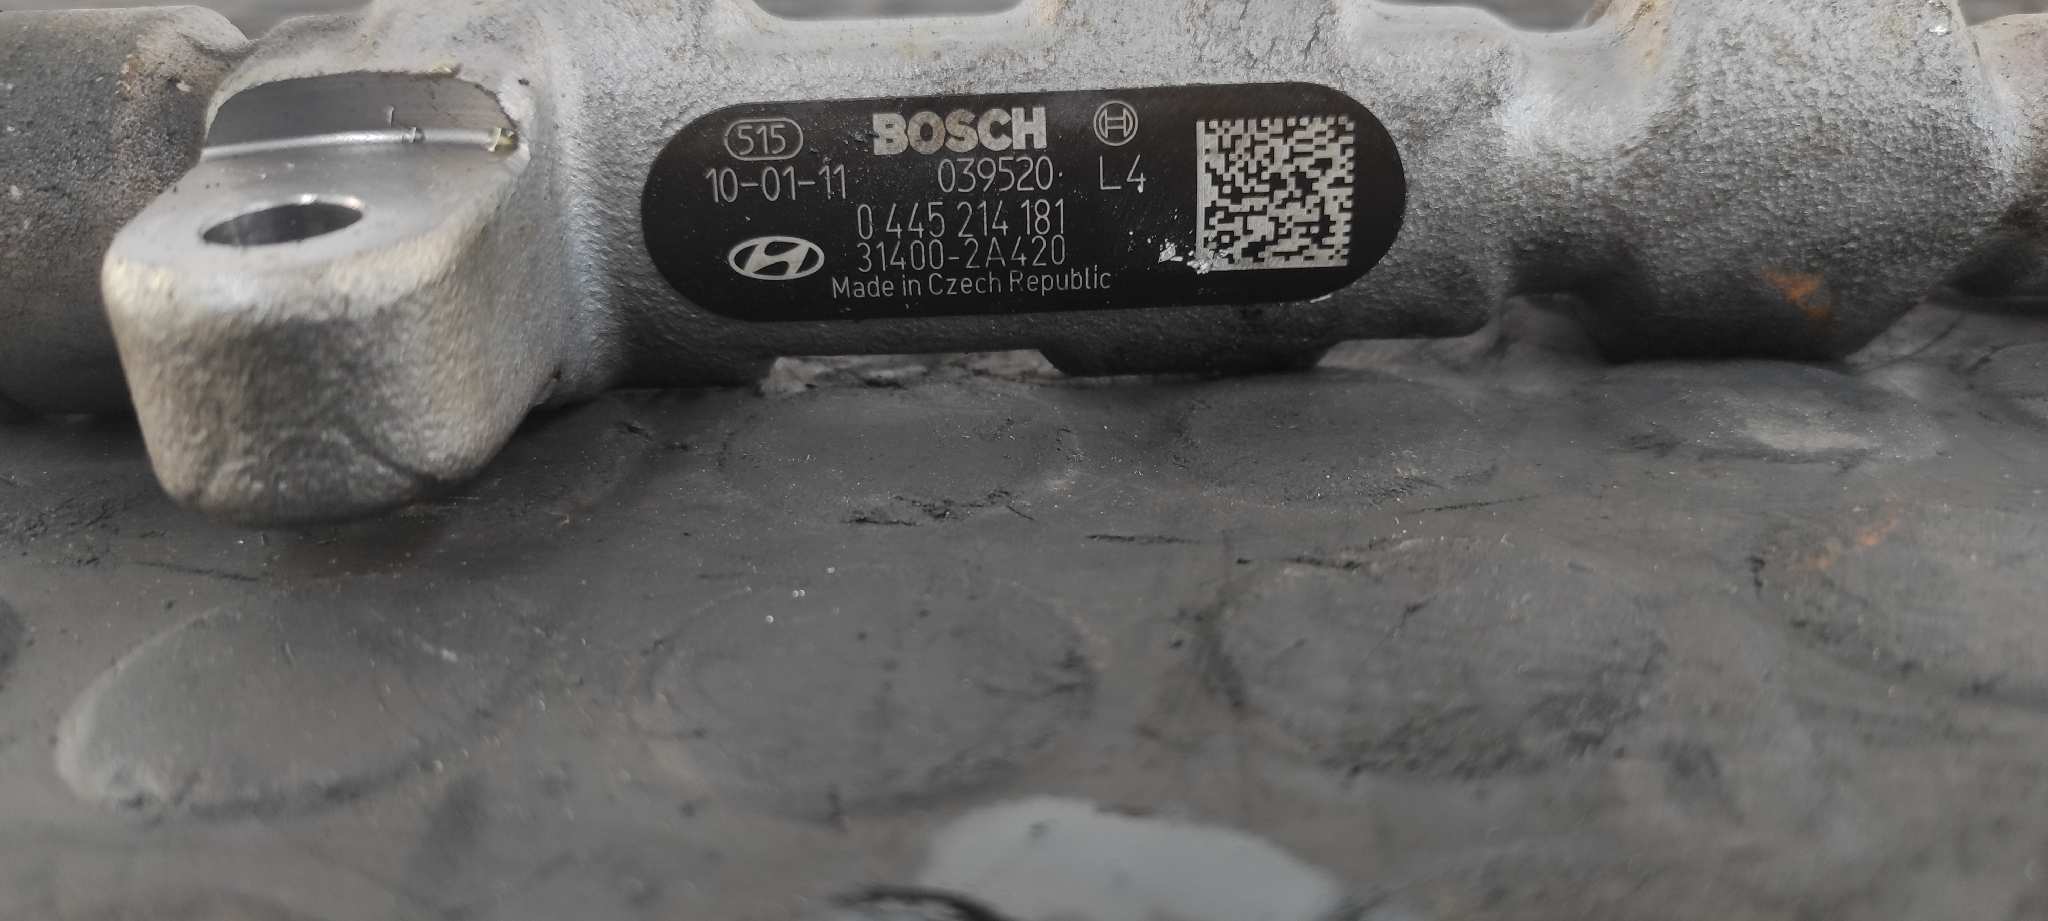 515 BOSCH
10-01-11 039520 L4
0 445 214 181
31400-2A420
Made in Czech Republic